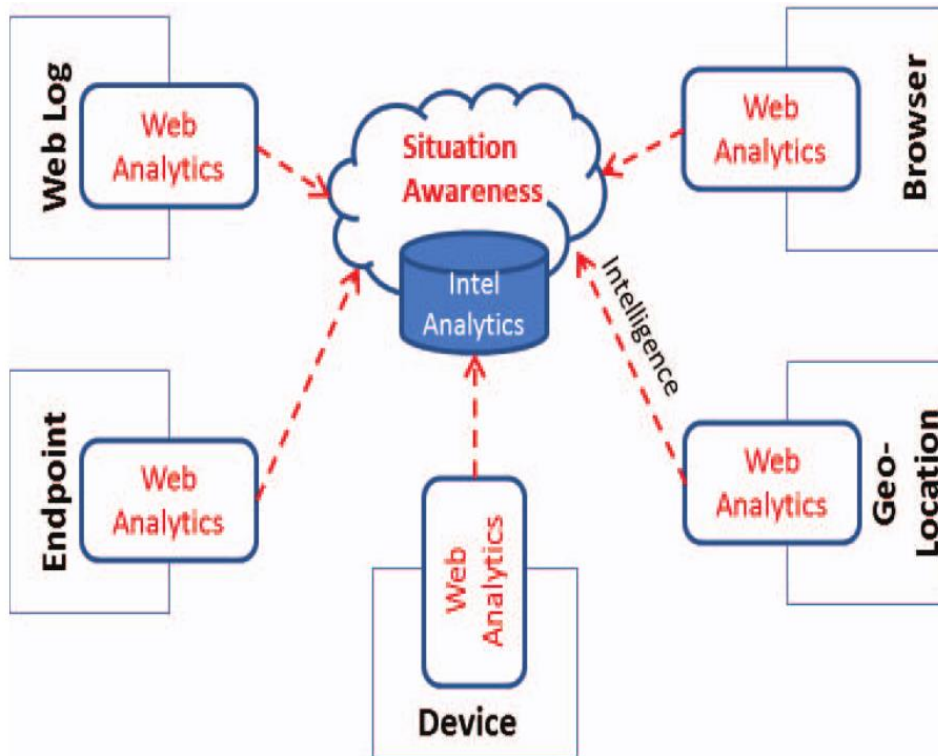 Web Log
Web
Analytics
Situation
Awareness
Intel
Analytics
Web
Analytics
Browser
Endpoint
Web
Analytics
Intelligence
Web
Analytics
Geo-
Location
Web
Analytics
Device